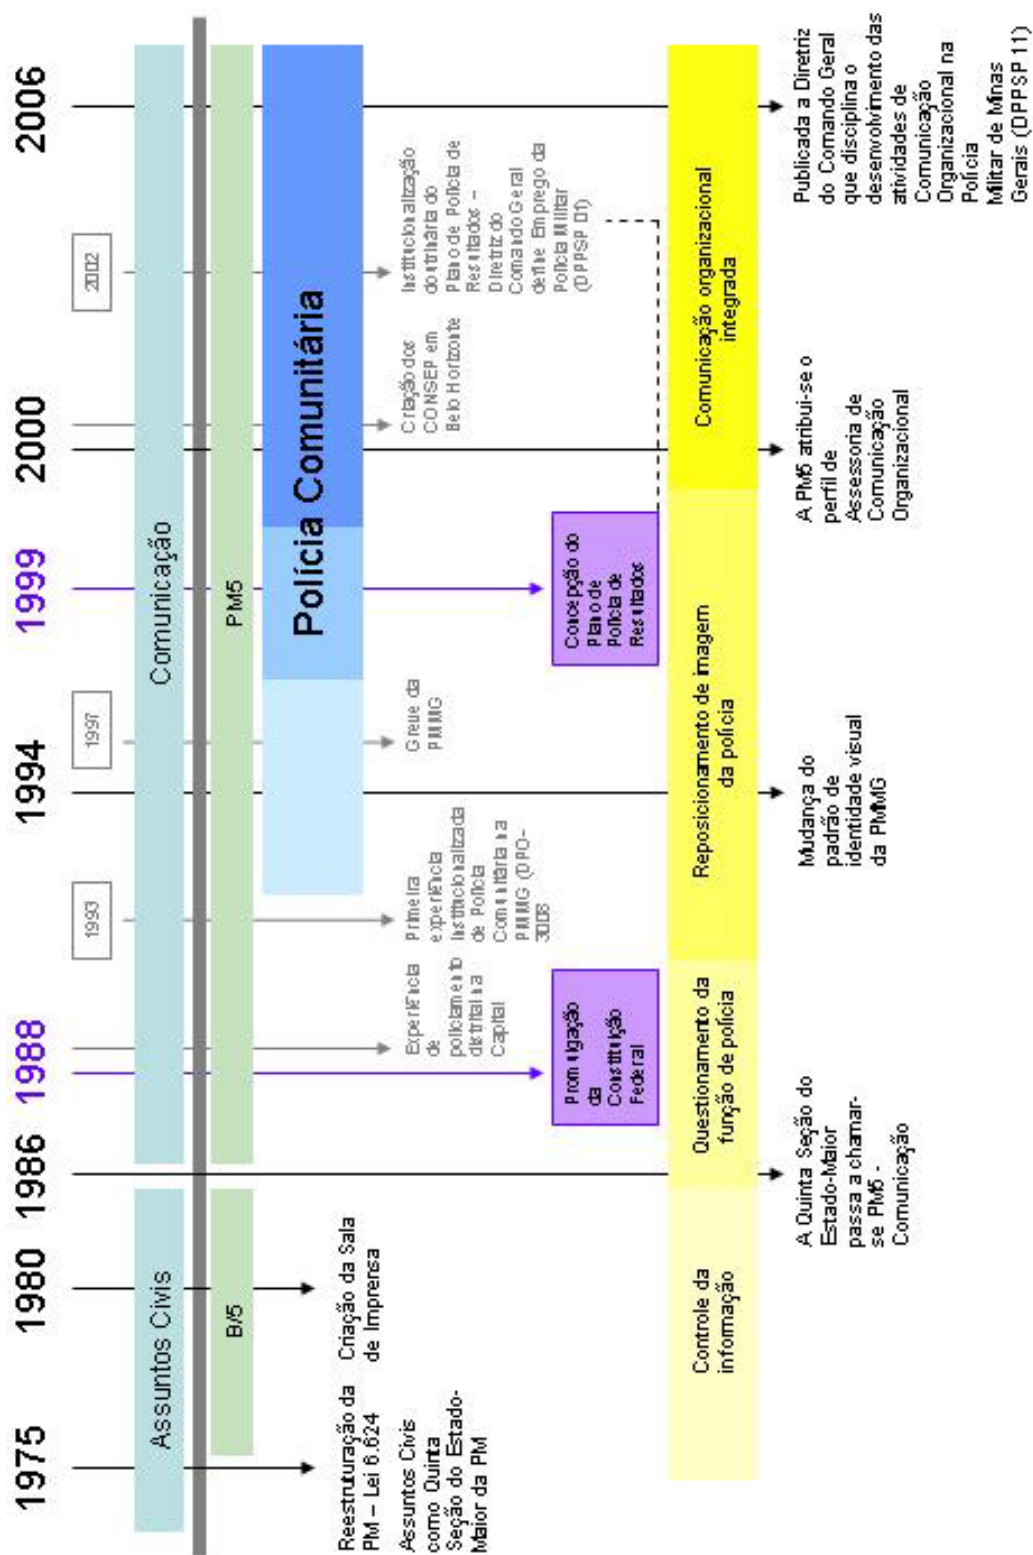 1975
1980
1986
1988
1994
1999
2000
2006
1993
1997
2002
Assuntos Civis
Comunicação
B/5
PM5
Polícia Comunitária
Reestruturação da
PM – Lei 6.624
Assuntos Civis
como Quinta
Seção do Estado-
Maior da PM
Criação da Sala
de Imprensa
Experiência
de
policiamento
distrital na
Capital
Primeira
experiência
Institucionalizada
de Polícia
Comunitária na
PMMG (DPO-
3008
Greve da
PMMG
Criação dos
CONSEP em
Belo Horizonte
Institucionalização
doutrinária do
Plano de Polícia de
Resultados –
Diretriz do
Comando Geral
define Emprego da
Polícia Militar
(DPPSP 01)
Promulgação
da
Constituição
Federal
Concepção do
Plano de
Polícia de
Resultados
Controle da
informação
Questionamento da
função de polícia
Reposicionamento de imagem
da polícia
Comunicação organizacional
integrada
A Quinta Seção do
Estado-Maior
passa a chamar-
se PM5 -
Comunicação
Mudança do
padrão de
identidade visual
da PMMG
A PM5 atribui-se o
perfil de
Assessoria de
Comunicação
Organizacional
Publicada a Diretriz
do Comando Geral
que disciplina o
desenvolvimento das
atividades de
Comunicação
Organizacional na
Polícia
Militar de Minas
Gerais (DPPSP 11)